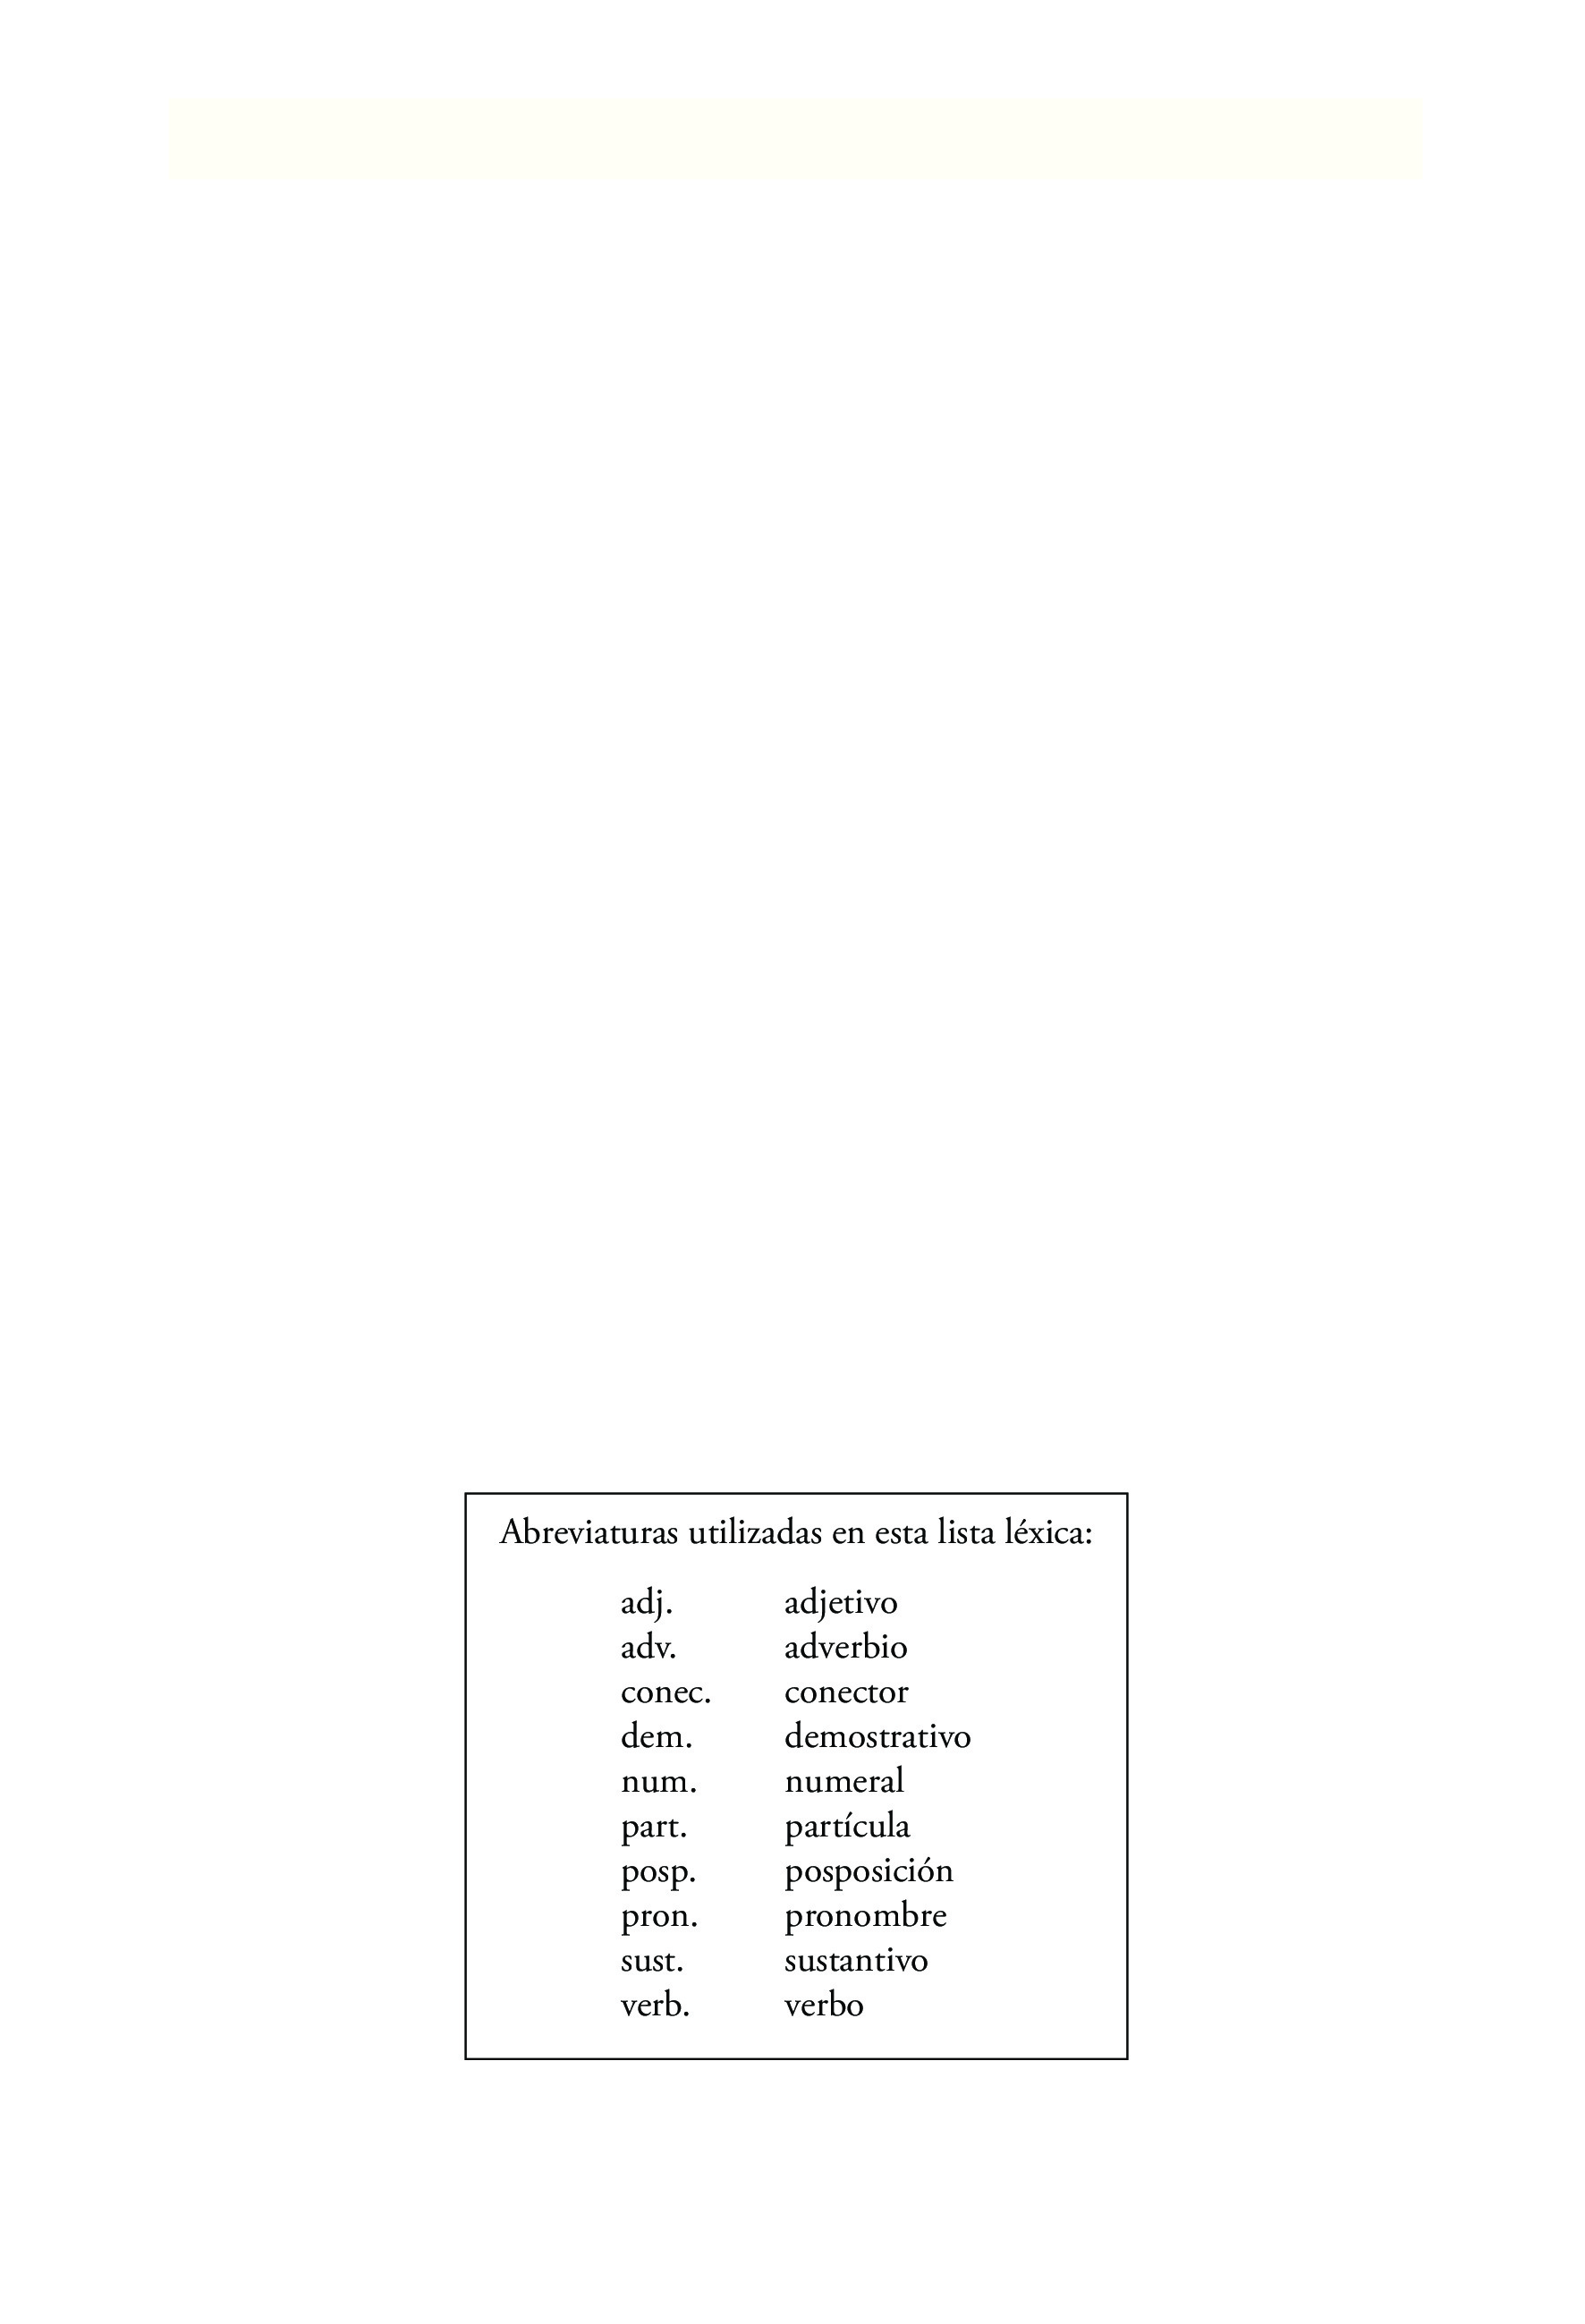 Abreviaturas utilizadas en esta lista léxica:
adj. adjetivo
adv. adverbio
conec. conector
dem. demostrativo
num. numeral
part. partícula
posp. posposición
pron. pronombre
sust. sustantivo
verb. verbo